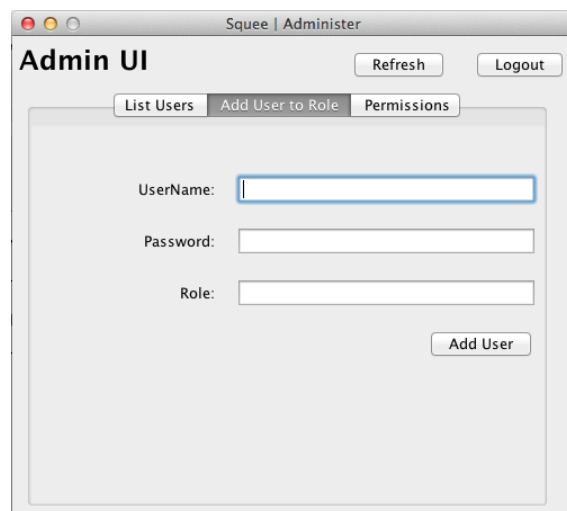 Squee | Administer
Admin UI
Refresh
Logout
List Users
Add User to Role
Permissions
UserName:
Password:
Role:
Add User